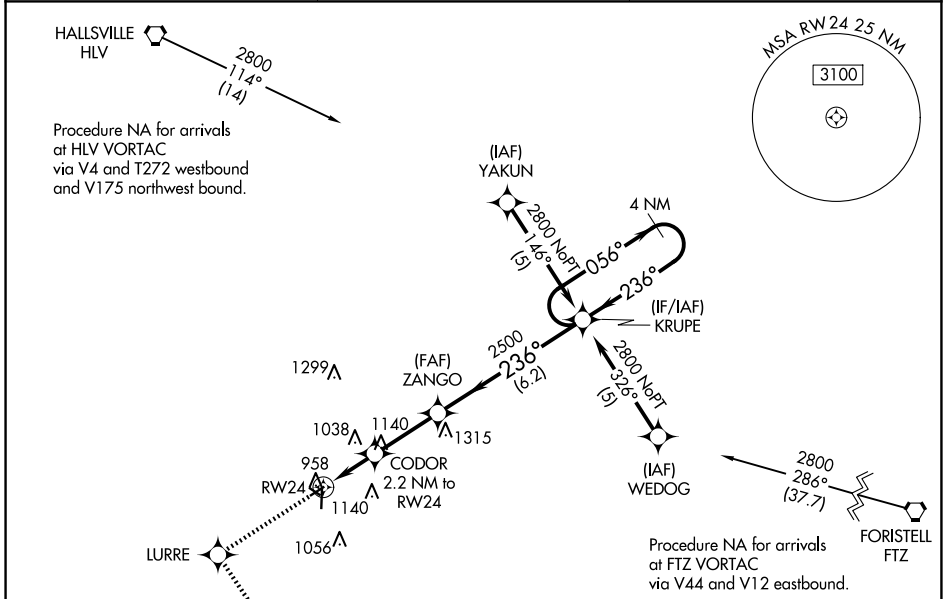 HALLSVILLE
HLV
2800
114°
(14)
Procedure NA for arrivals
at HLV VORTAC
via V4 and T272 westbound
and V175 northwest bound.
MSA RW24 25 NM
3100
(IAF)
YAKUN
2800 NoPT
146°
(5)
4 NM
056°
236°
(IF/IAF)
KRUPE
2500
236°
(6.2)
(FAF)
ZANGO
2800 NoPT
326°
(5)
1299
1038
1140
1315
958
RW24
CODOR
2.2 NM to
RW24
1140
1056
LURRE
(IAF)
WEDOG
2800
286°
(37.7)
FORISTELL
FTZ
Procedure NA for arrivals
at FTZ VORTAC
via V44 and V12 eastbound.